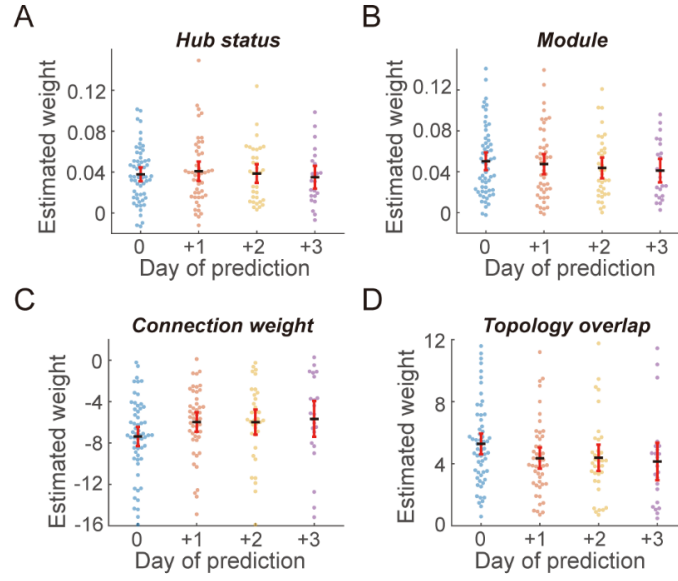 A
Hub status
Estimated weight
0.12
0.08
0.04
0
0 +1 +2 +3
Day of prediction
B
Module
Estimated weight
0.12
0.08
0.04
0
0 +1 +2 +3
Day of prediction
C
Connection weight
Estimated weight
0
-4
-8
-12
-16
0 +1 +2 +3
Day of prediction
D
Topology overlap
Estimated weight
12
8
4
0
0 +1 +2 +3
Day of prediction